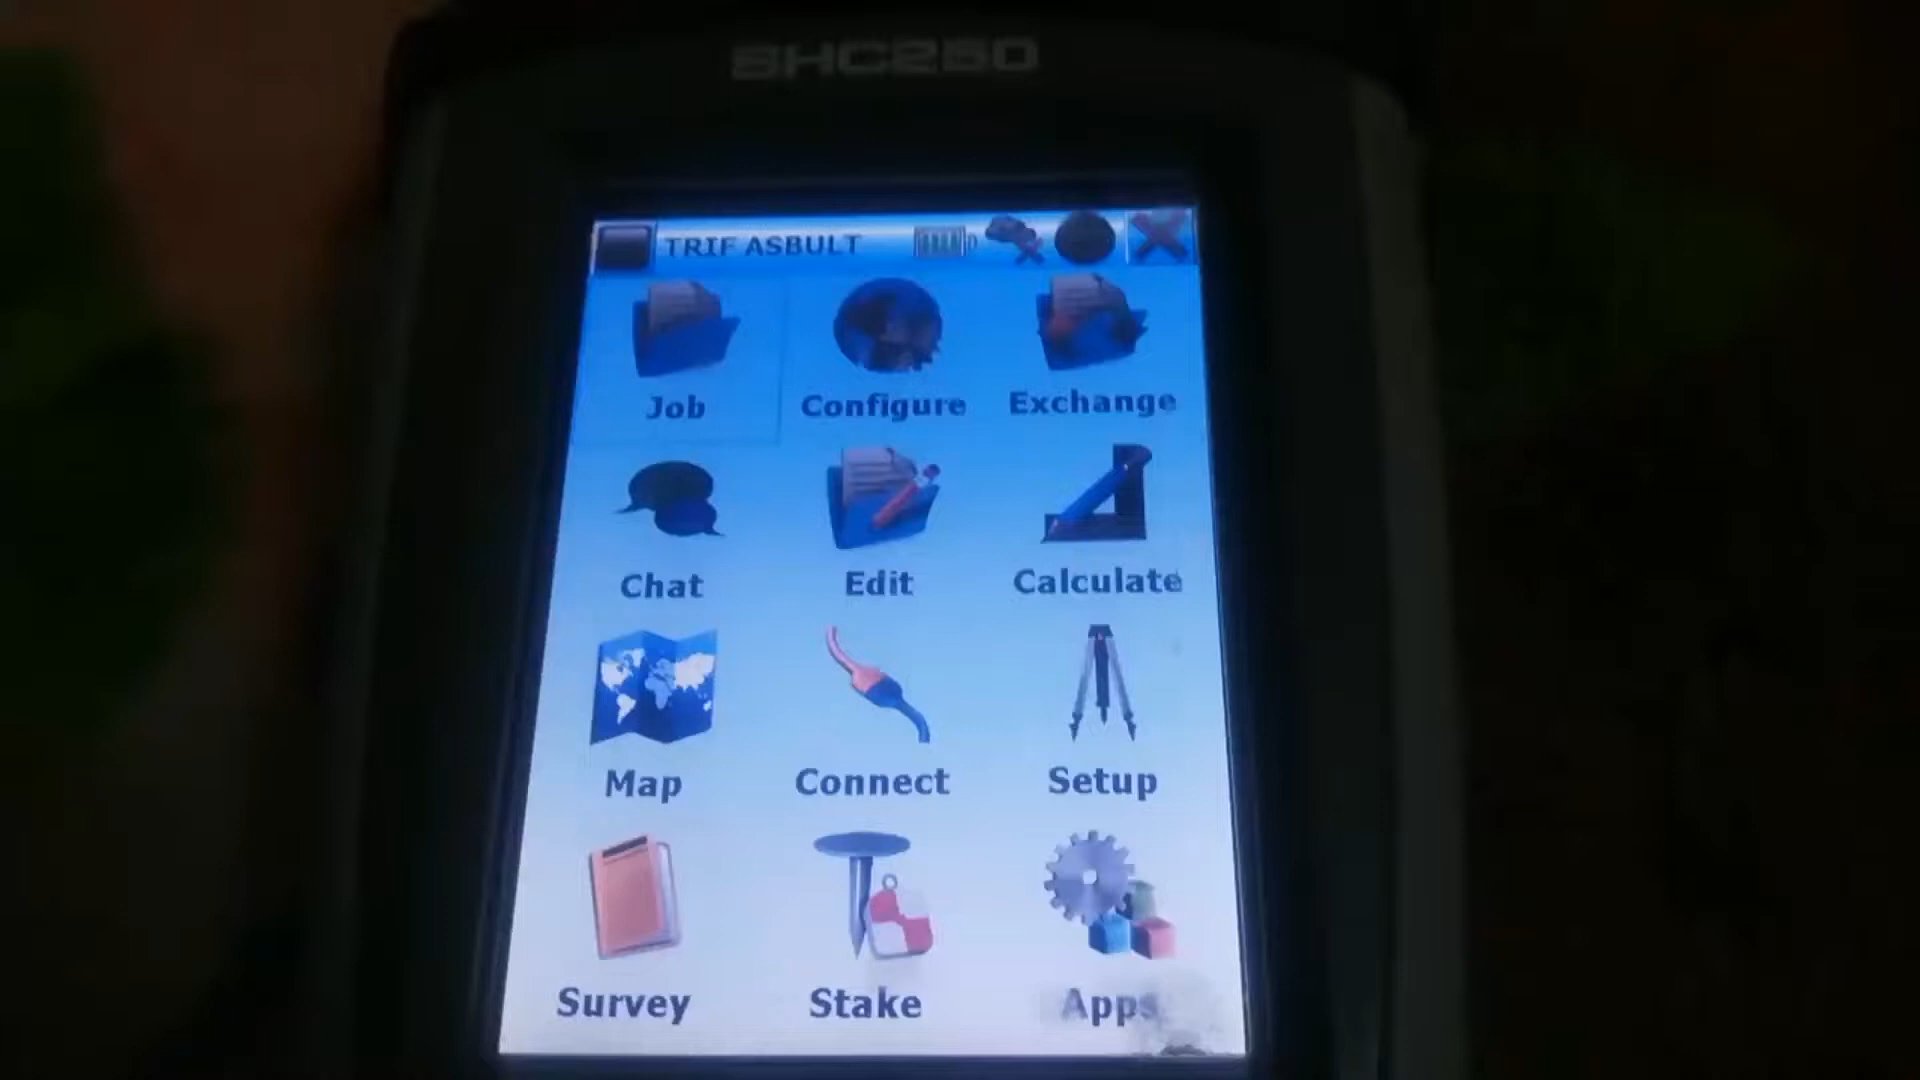 SHC250
TRIF ASBULT
Job Configure Exchange
Chat Edit Calculate
Map Connect Setup
Survey Stake Apps